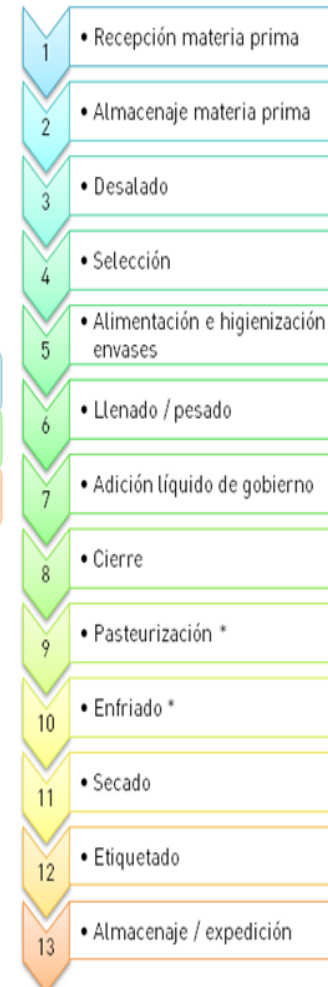 1
• Recepción materia prima
2
• Almacenaje materia prima
3
• Desalado
4
• Selección
5
• Alimentación e higienización
envases
6
• Llenado / pesado
7
• Adición líquido de gobierno
8
• Cierre
9
• Pasteurización *
10
• Enfriado *
11
• Secado
12
• Etiquetado
13
• Almacenaje / expedición